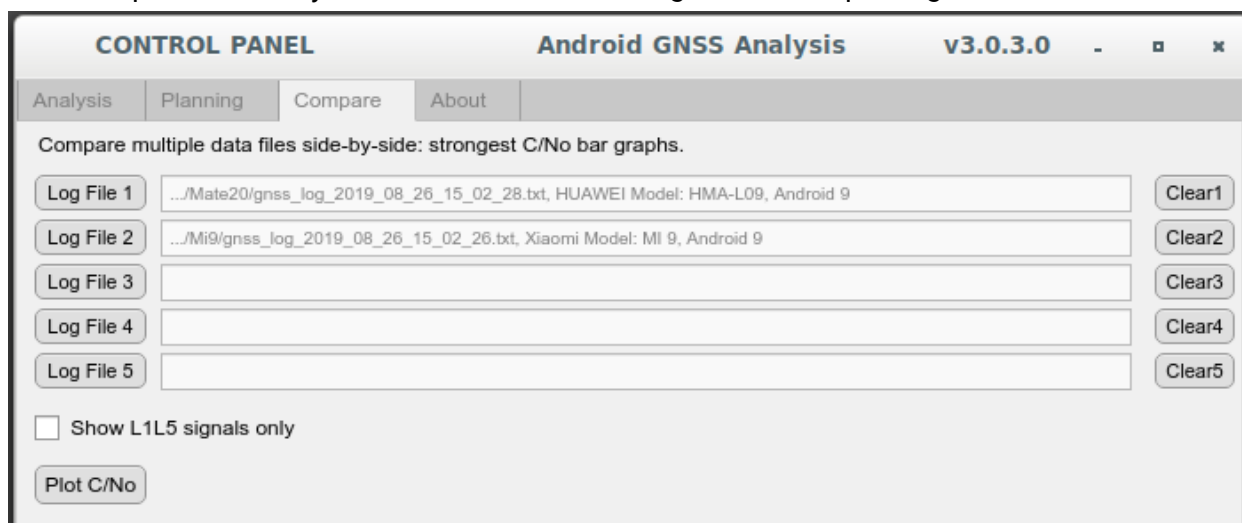 CONTROL PANEL Android GNSS Analysis v3.0.3.0
Analysis Planning Compare About
Compare multiple data files side-by-side: strongest C/No bar graphs.
Log File 1 .../Mate20/gnss_log_2019_08_26_15_02_28.txt, HUAWEI Model: HMA-L09, Android 9 Clear1
Log File 2 .../Mi9/gnss_log_2019_08_26_15_02_26.txt, Xiaomi Model: MI 9, Android 9 Clear2
Log File 3 Clear3
Log File 4 Clear4
Log File 5 Clear5
Show L1L5 signals only
Plot C/No